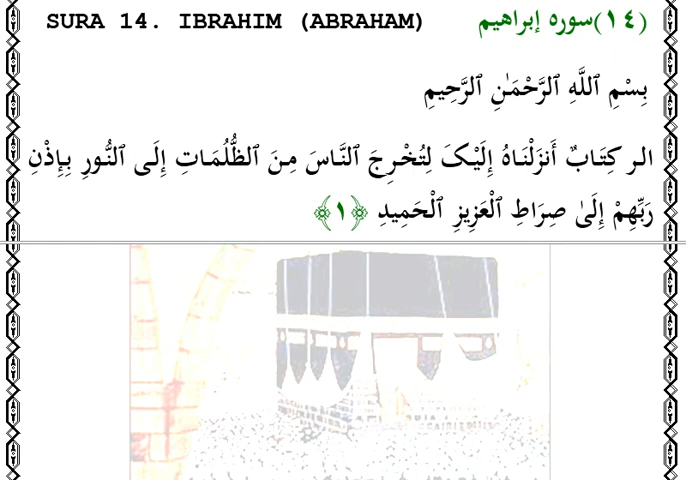 SURA 14. IBRAHIM (ABRAHAM) (١٤)سوره إبراهيم
بِسْمِ ٱللَّهِ ٱلرَّحْمَـٰنِ ٱلرَّحِيمِ
الر كِتَابٌ أَنزَلْنَاهُ إِلَيْکَ لِتُخْرِجَ ٱلنَّاسَ مِنَ ٱلظُّلُمَاتِ إِلَى ٱلنُّورِ بِإِذْنِ
رَبِّهِمْ إِلَىٰ صِرَاطِ ٱلْعَزِيزِ ٱلْحَمِيدِ ﴿١﴾